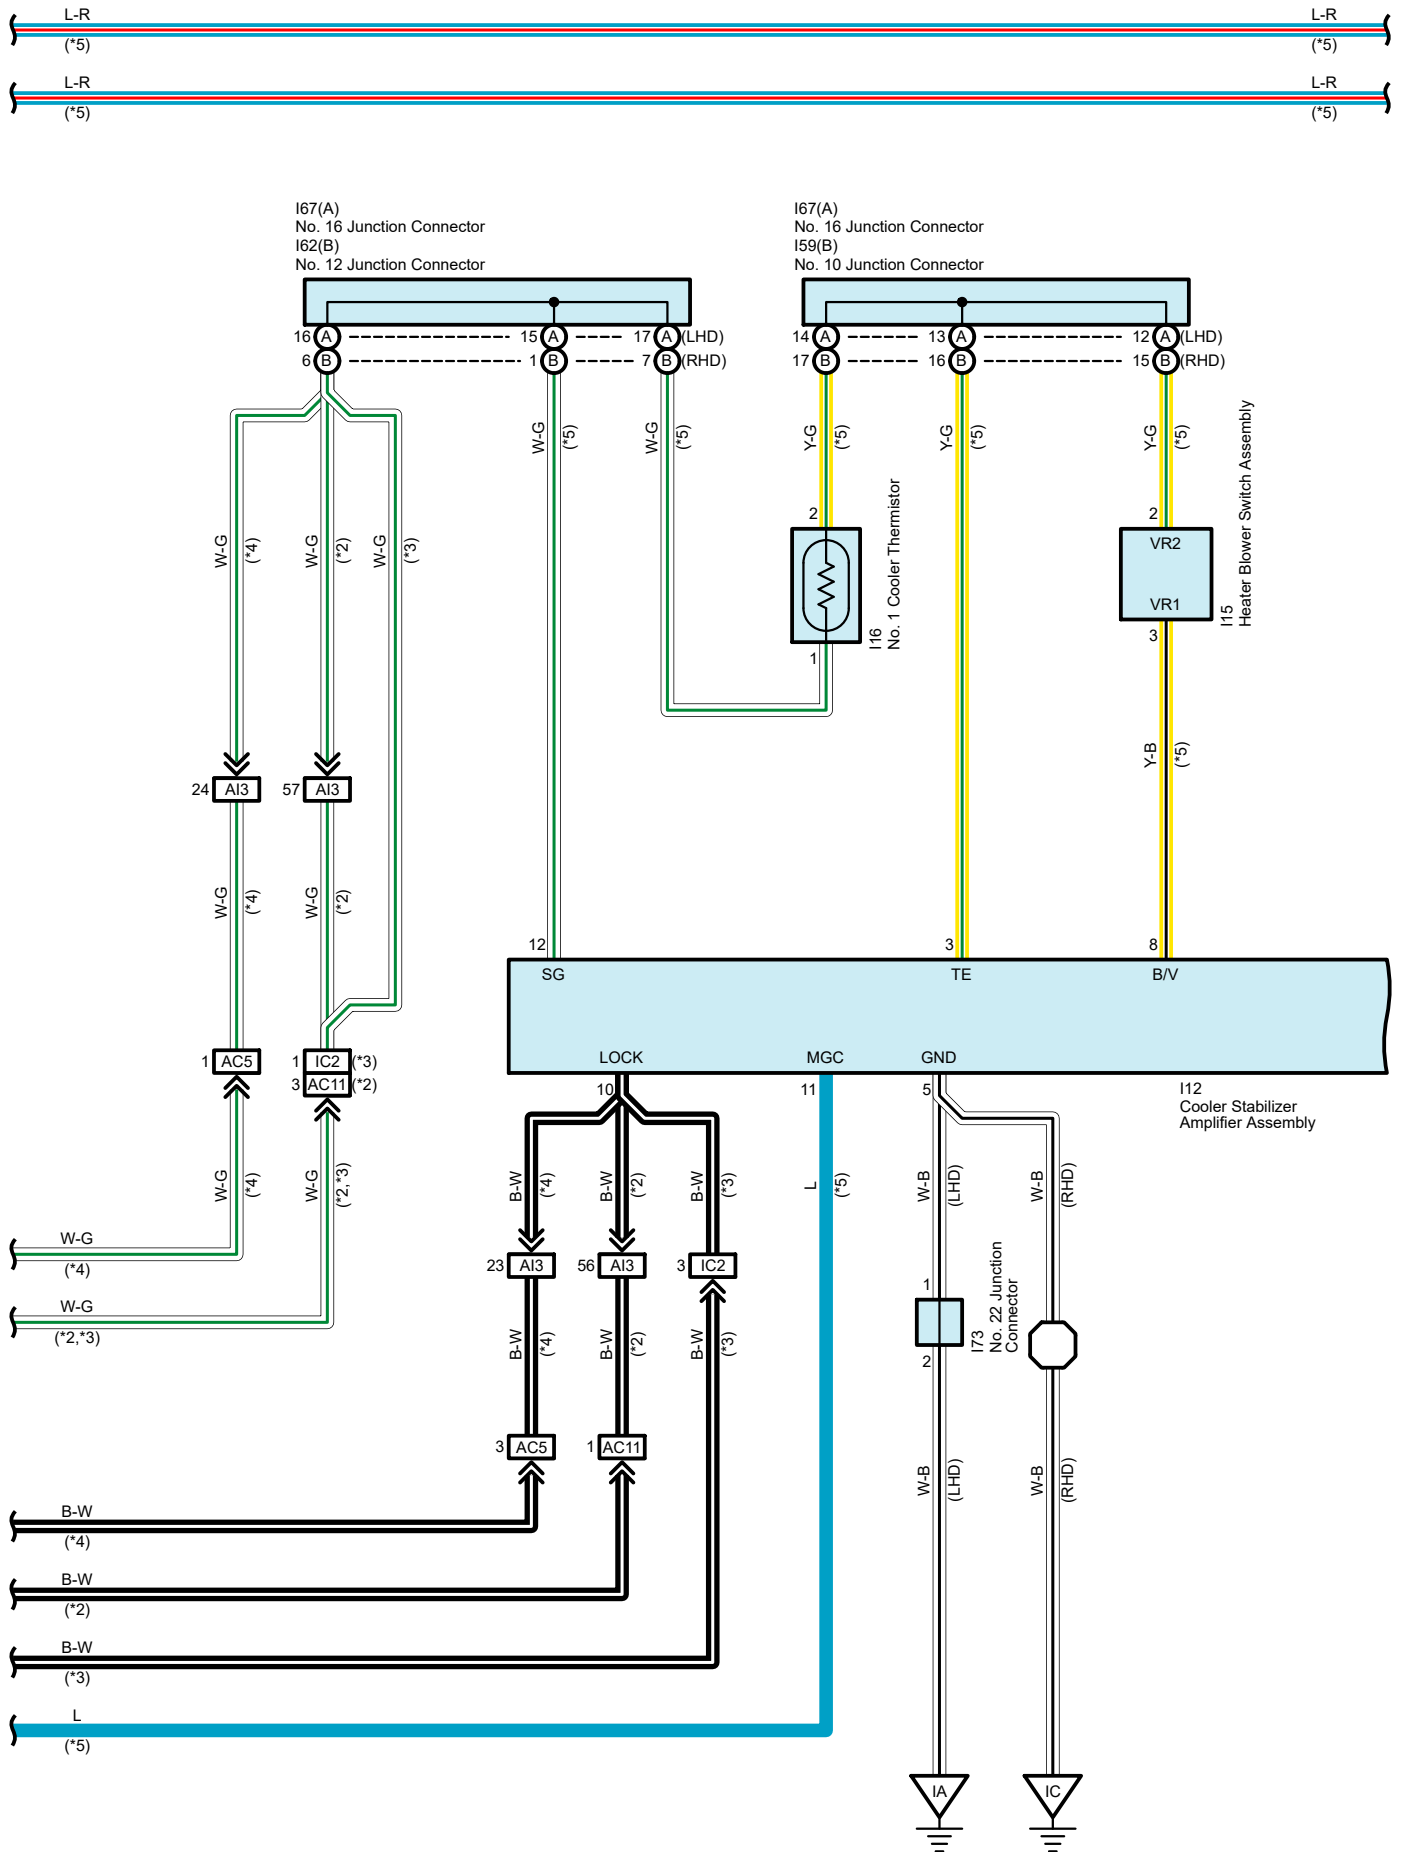 L-R
L-R
(*5)
(*5)
L-R
L-R
(*5)
(*5)
I67(A)
No. 16 Junction Connector
I62(B)
No. 12 Junction Connector
I67(A)
No. 16 Junction Connector
I59(B)
No. 10 Junction Connector
16 A
15 A
17 A (LHD)
6 B
1 B
7 B (RHD)
14 A
13 A
12 A (LHD)
17 B
16 B
15 B (RHD)
W-G
(*5)
W-G
(*5)
Y-G
(*5)
Y-G
(*5)
Y-G
(*5)
W-G
(*4)
W-G
(*2)
W-G
(*3)
2
1
I16
No. 1 Cooler Thermistor
2
VR2
VR1
3
I15
Heater Blower Switch Assembly
Y-B
(*5)
24 AI3
57 AI3
W-G
(*4)
W-G
(*2)
12
3
8
SG
TE
B/V
LOCK
MGC
GND
1 AC5
1 IC2 (*3)
3 AC11 (*2)
10
11
5
I12
Cooler Stabilizer
Amplifier Assembly
W-G
(*4)
W-G
(*2,*3)
B-W
(*4)
B-W
(*2)
B-W
(*3)
L
(*5)
W-B
(LHD)
W-B
(RHD)
W-G
(*4)
W-G
(*2,*3)
23 AI3
56 AI3
3 IC2
B-W
(*4)
B-W
(*2)
B-W
(*3)
1
2
I73
No. 22 Junction
Connector
3 AC5
1 AC11
W-B
(LHD)
W-B
(RHD)
B-W
(*4)
B-W
(*2)
B-W
(*3)
L
(*5)
IA
IC